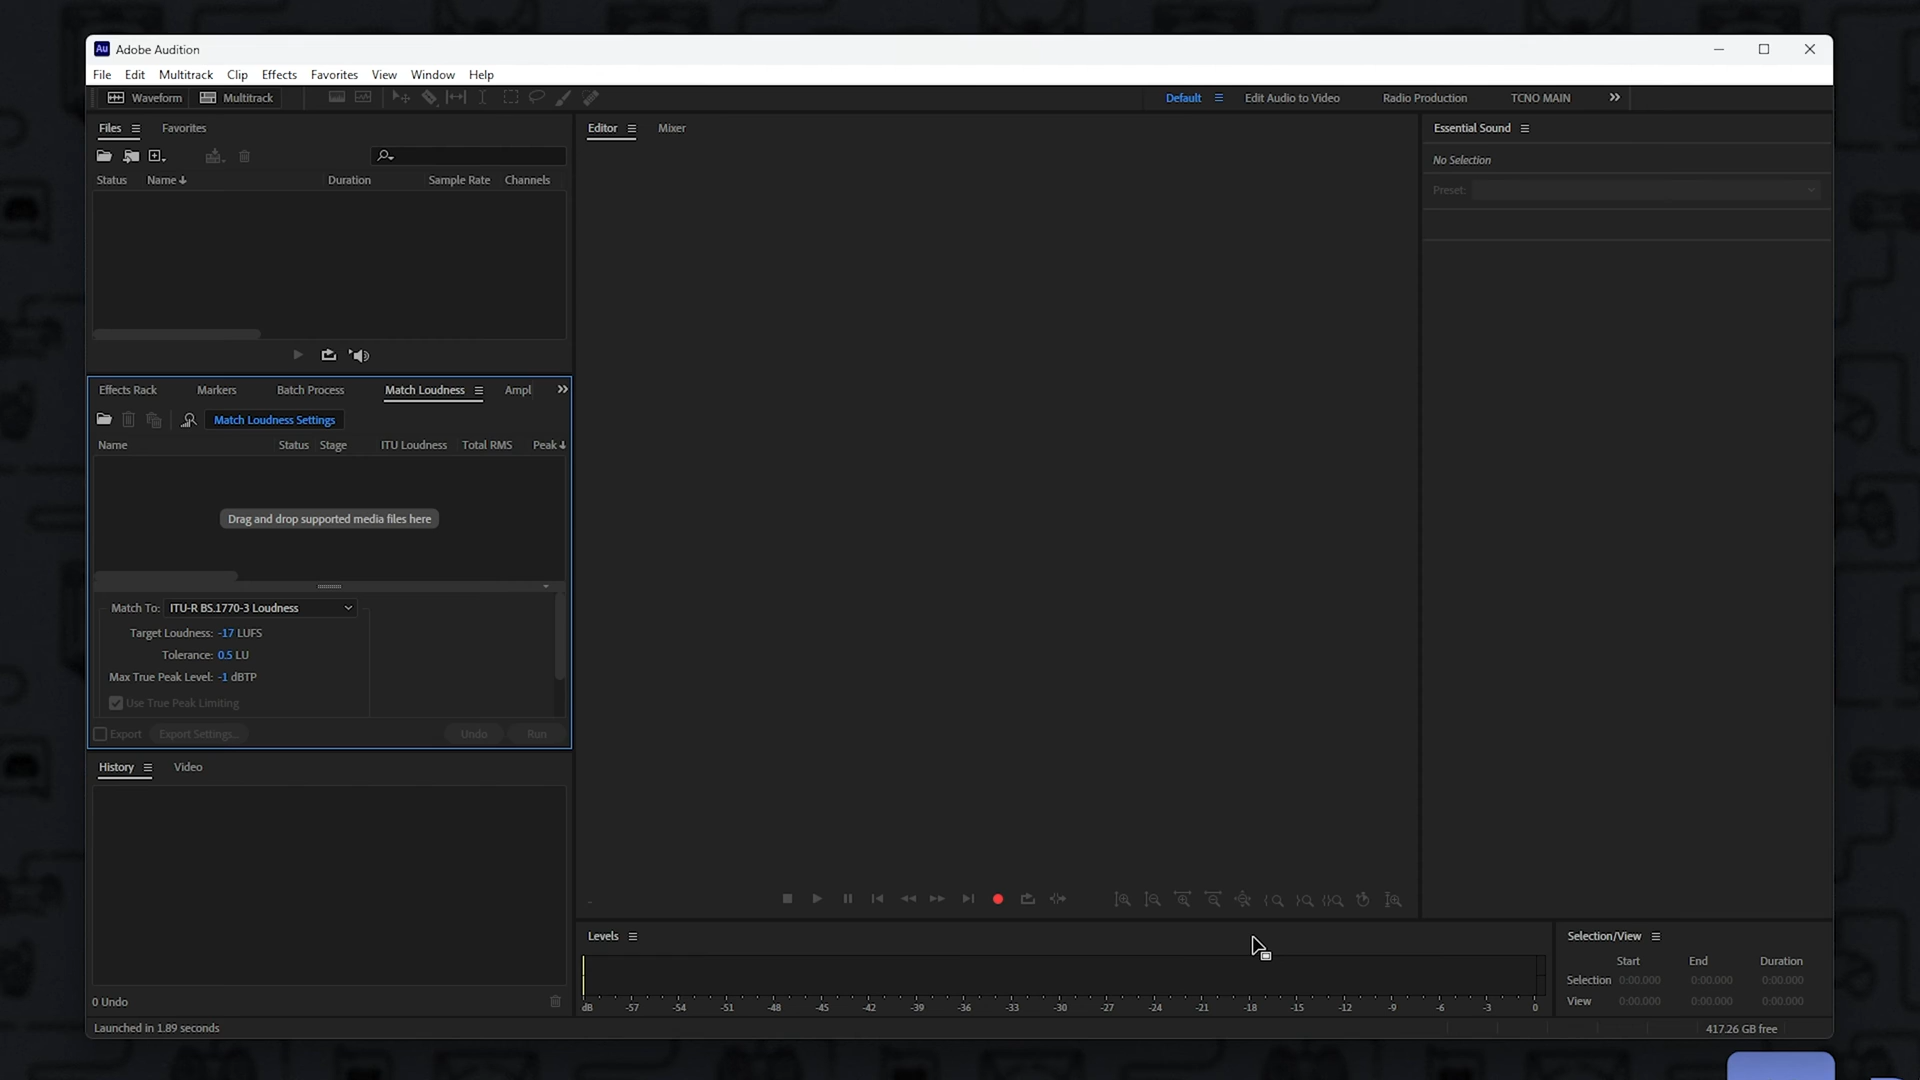 Au Adobe Audition
File Edit Multitrack Clip Effects Favorites View Window Help
Waveform Multitrack Default Edit Audio to Video Radio Production TCNO MAIN
Files Favorites
Status Name Duration Sample Rate Channels
Effects Rack Markers Batch Process Match Loudness Ampl
Match Loudness Settings
Name Status Stage ITU Loudness Total RMS Peak
Drag and drop supported media files here
Match To: ITU-R BS.1770-3 Loudness
Target Loudness: -17 LUFS
Tolerance: 0.5 LU
Max True Peak Level: -1 dBTP
Use True Peak Limiting
Export Export Settings... Undo Run
History Video
0 Undo
Launched in 1.89 seconds
Editor Mixer
Levels
dB -57 -54 -51 -48 -45 -42 -39 -36 -33 -30 -27 -24 -21 -18 -15 -12 -9 -6 -3 0
Essential Sound
No Selection
Preset:
Selection/View
Start End Duration
Selection 0:00.000 0:00.000 0:00.000
View 0:00.000 0:00.000 0:00.000
417.26 GB free